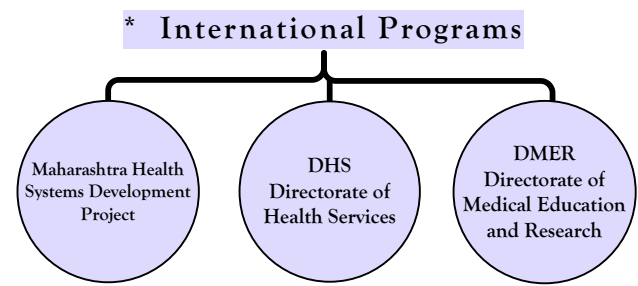 * International Programs
Maharashtra Health
Systems Development
Project
DHS
Directorate of
Health Services
DMER
Directorate of
Medical Education
and Research